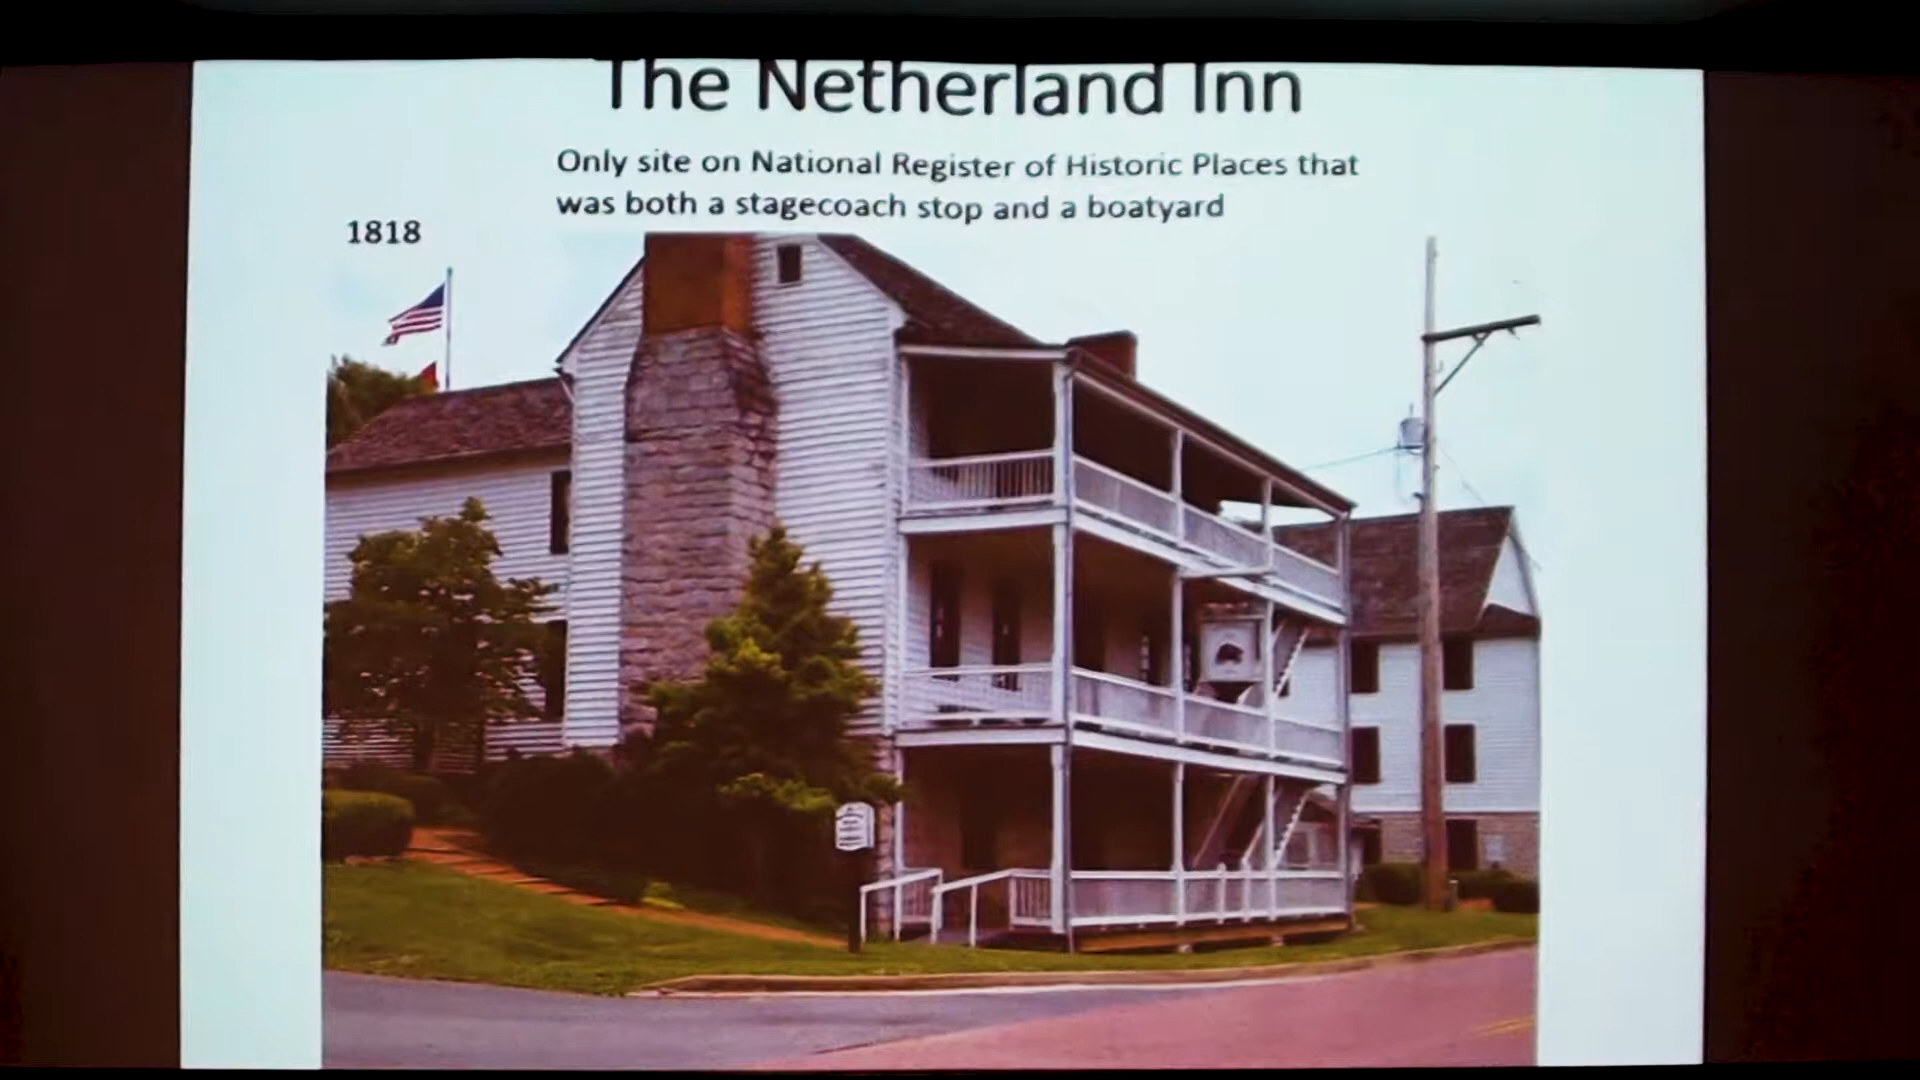 The Netherland Inn
Only site on National Register of Historic Places that
was both a stagecoach stop and a boatyard
1818